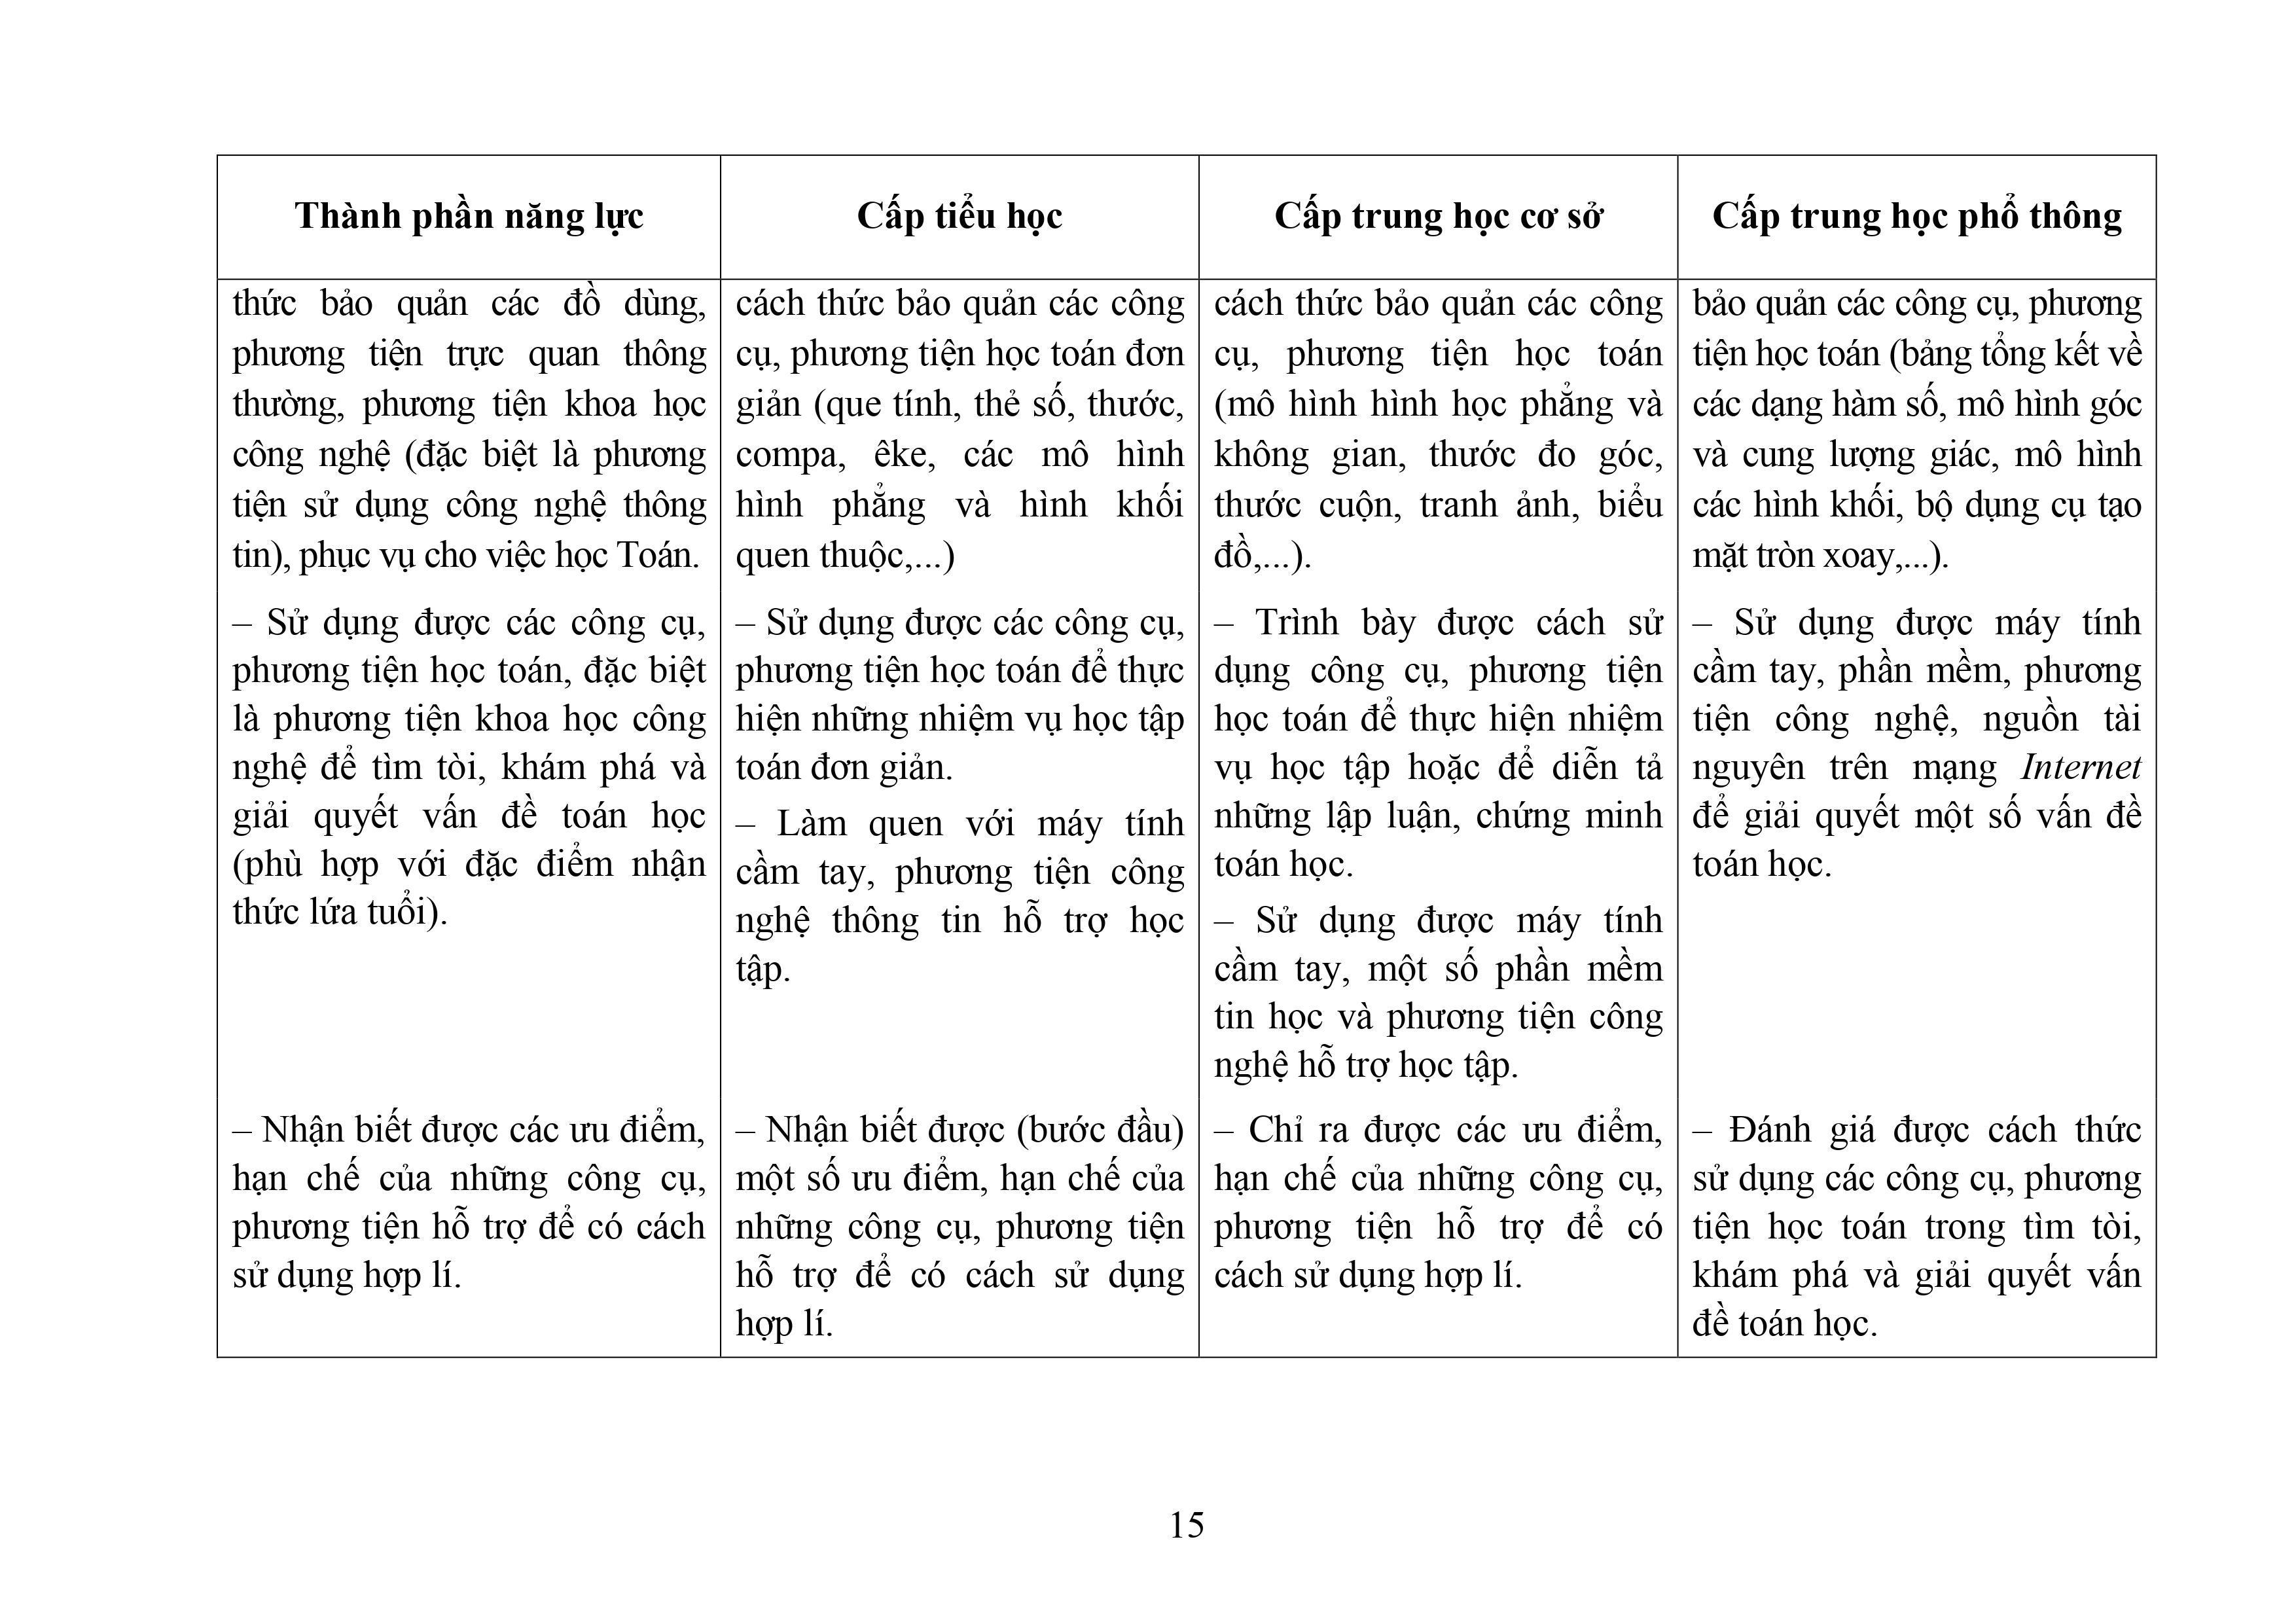 Thành phần năng lực
Cấp tiểu học
Cấp trung học cơ sở
Cấp trung học phổ thông
thức bảo quản các đồ dùng,
phương tiện trực quan thông
thường, phương tiện khoa học
công nghệ (đặc biệt là phương
tiện sử dụng công nghệ thông
tin), phục vụ cho việc học Toán.
cách thức bảo quản các công
cụ, phương tiện học toán đơn
giản (que tính, thẻ số, thước,
compa, êke, các mô hình
hình phẳng và hình khối
quen thuộc,...)
cách thức bảo quản các công
cụ, phương tiện học toán
(mô hình hình học phẳng và
không gian, thước đo góc,
thước cuộn, tranh ảnh, biểu
đồ,...).
bảo quản các công cụ, phương
tiện học toán (bảng tổng kết về
các dạng hàm số, mô hình góc
và cung lượng giác, mô hình
các hình khối, bộ dụng cụ tạo
mặt tròn xoay,...).
– Sử dụng được các công cụ,
phương tiện học toán, đặc biệt
là phương tiện khoa học công
nghệ để tìm tòi, khám phá và
giải quyết vấn đề toán học
(phù hợp với đặc điểm nhận
thức lứa tuổi).
– Sử dụng được các công cụ,
phương tiện học toán để thực
hiện những nhiệm vụ học tập
toán đơn giản.
– Làm quen với máy tính
cầm tay, phương tiện công
nghệ thông tin hỗ trợ học
tập.
– Trình bày được cách sử
dụng công cụ, phương tiện
học toán để thực hiện nhiệm
vụ học tập hoặc để diễn tả
những lập luận, chứng minh
toán học.
– Sử dụng được máy tính
cầm tay, một số phần mềm
tin học và phương tiện công
nghệ hỗ trợ học tập.
– Sử dụng được máy tính
cầm tay, phần mềm, phương
tiện công nghệ, nguồn tài
nguyên trên mạng Internet
để giải quyết một số vấn đề
toán học.
– Nhận biết được các ưu điểm,
hạn chế của những công cụ,
phương tiện hỗ trợ để có cách
sử dụng hợp lí.
– Nhận biết được (bước đầu)
một số ưu điểm, hạn chế của
những công cụ, phương tiện
hỗ trợ để có cách sử dụng
hợp lí.
– Chỉ ra được các ưu điểm,
hạn chế của những công cụ,
phương tiện hỗ trợ để có
cách sử dụng hợp lí.
– Đánh giá được cách thức
sử dụng các công cụ, phương
tiện học toán trong tìm tòi,
khám phá và giải quyết vấn
đề toán học.
15